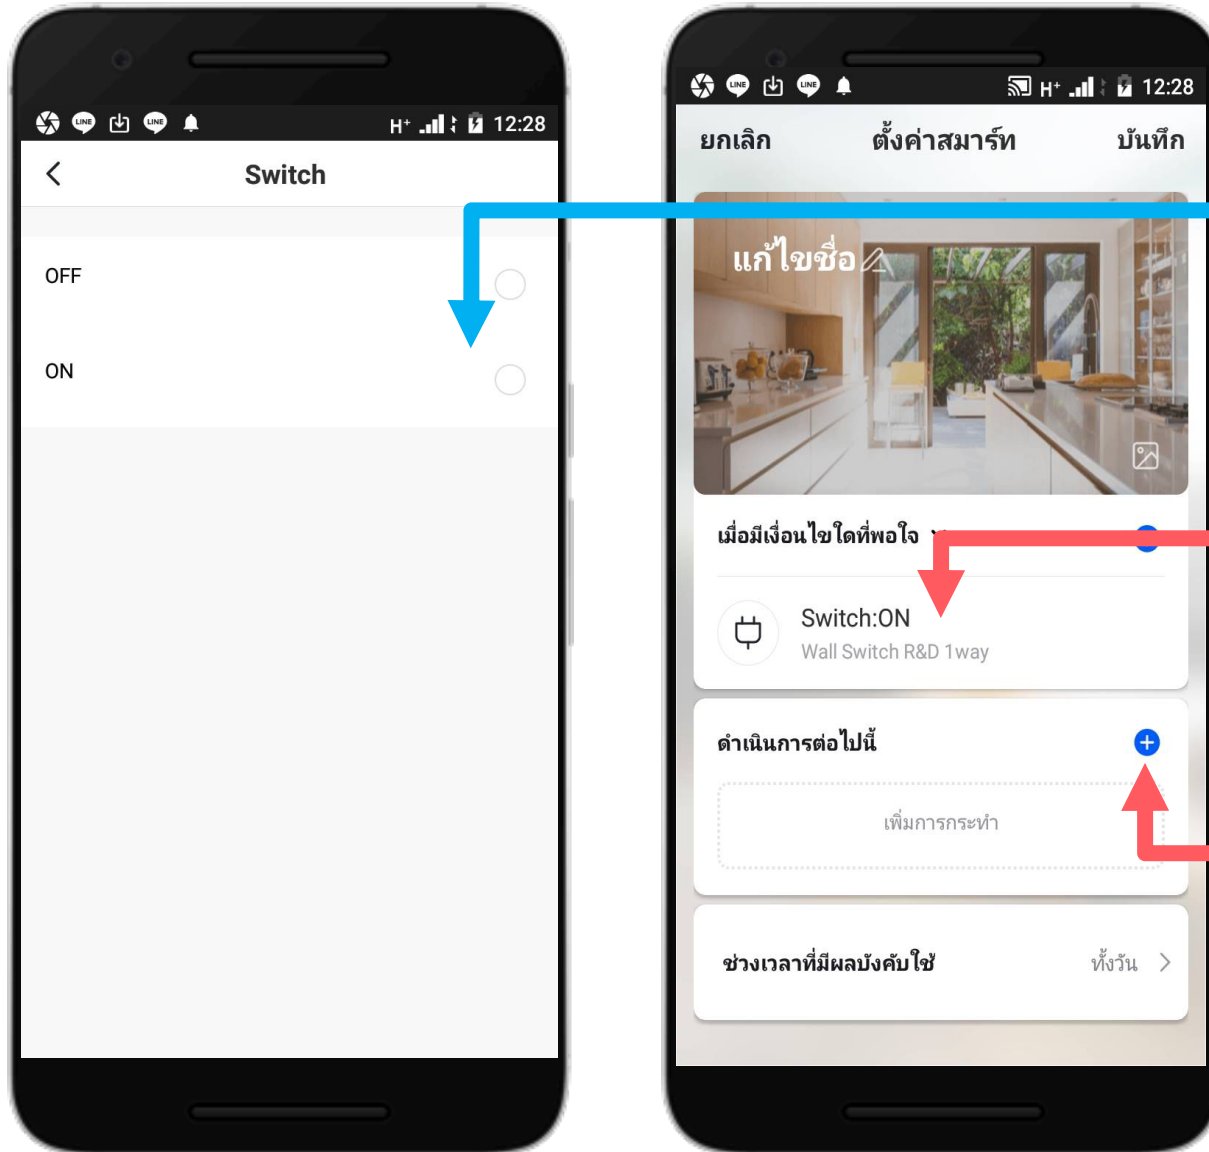 H+ 12:28
Switch
OFF
ON
LINE LINE H+ 12:28
ยกเลิก ตั้งค่าสมาร์ท บันทึก
แก้ไขชื่อ
เมื่อมีเงื่อนไขใดที่พอใจ
Switch:ON
Wall Switch R&D 1way
ดำเนินการต่อไปนี้
เพิ่มการกระทำ
ช่วงเวลาที่มีผลบังคับใช้ ทั้งวัน